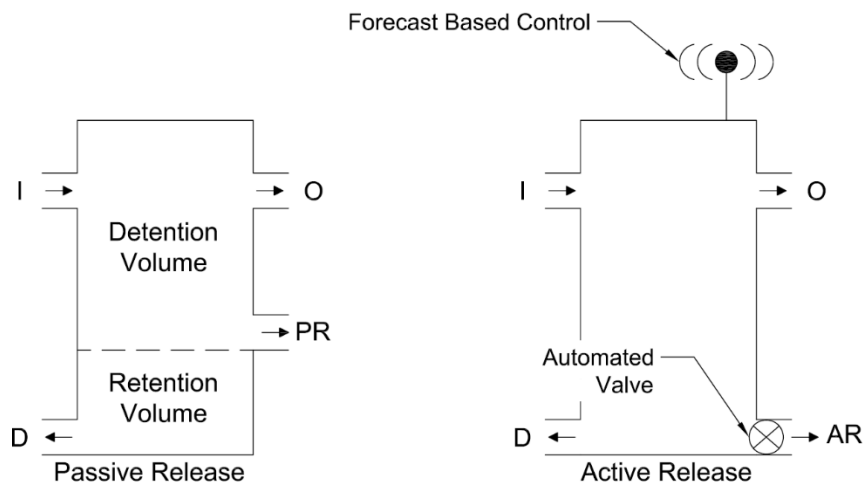 Forecast Based Control
I
O
Detention
Volume
PR
Retention
Volume
D
Passive Release
I
O
Automated
Valve
D
AR
Active Release